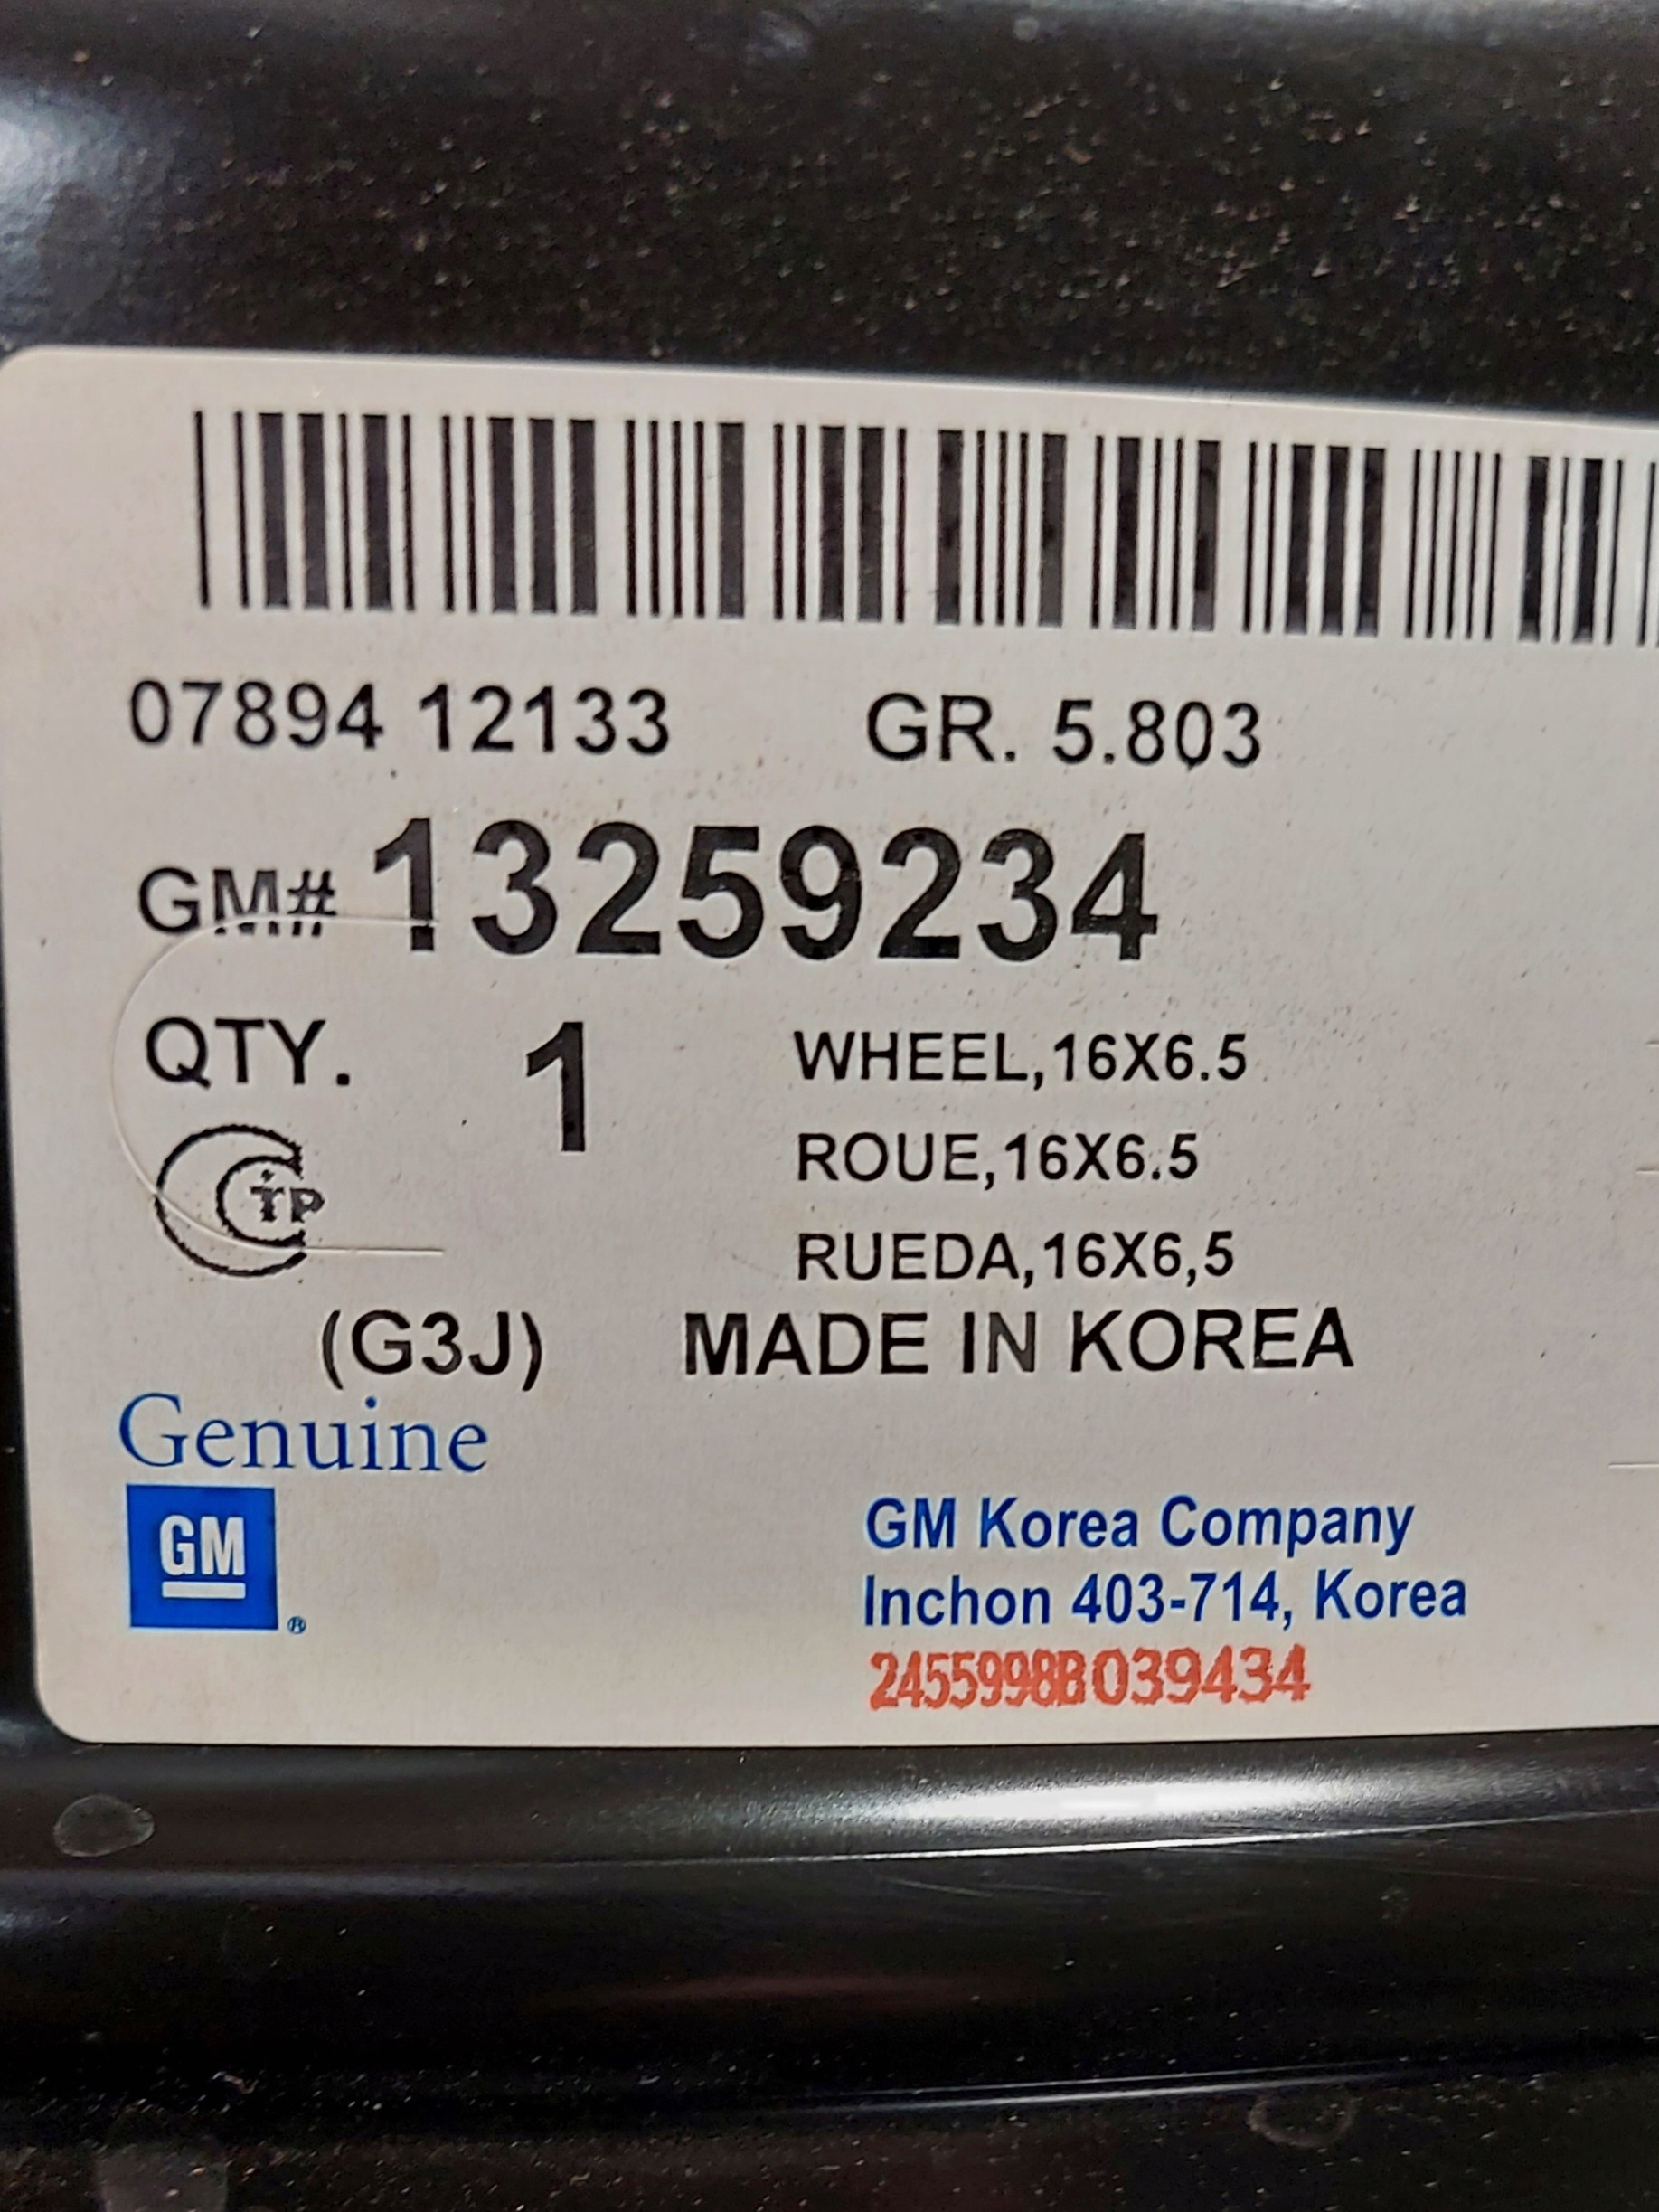 07894 12133 GR. 5.803
GM# 13259234
QTY. 1 WHEEL,16X6.5
ROUE,16X6.5
CTP RUEDA,16X6,5
(G3J) MADE IN KOREA
Genuine
GM ®
GM Korea Company
Inchon 403-714, Korea
2455998B039434